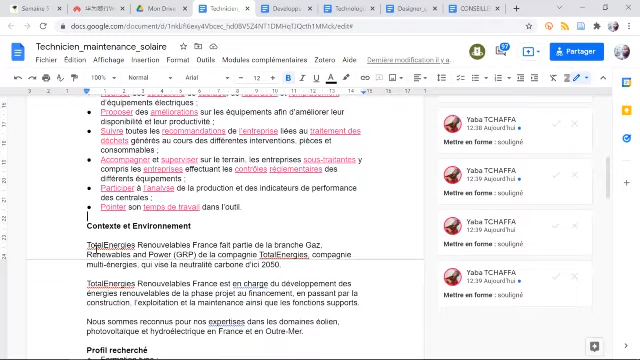 Semaine 5
Mon Drive
Technicien_
Developpeu
Technologu
Designer_u
CONSEILLE
docs.google.com/document/d/1nkbIfi6ey4Vbcec_hd08V5Z4DnHqJTJQOjtCth1MMck/edit#
Technicien_maintenance_solaire
97
Partager
Fichier Édition Affichage Insertion Format Outils Modules complémentaires Aide Dernière modification il y a…
100% Normal Arial 12
d'équipements électriques ;
● Proposer des améliorations sur les équipements afin d'améliorer leur
disponibilité et leur productivité ;
● Suivre toutes les recommandations de l'entreprise liées au traitement des
déchets générés au cours des différentes interventions, pièces et
consommables ;
● Accompagner et superviser sur le terrain, les entreprises sous-traitantes y
compris les entreprises effectuant les contrôles réglementaires des
différents équipements ;
● Participer à l'analyse de la production et des indicateurs de performance
des centrales ;
● Pointer son temps de travail dans l'outil.
Contexte et Environnement
TotalEnergies Renouvelables France fait partie de la branche Gaz,
Renewables and Power (GRP) de la compagnie TotalEnergies, compagnie
multi-énergies, qui vise la neutralité carbone d'ici 2050.
TotalEnergies Renouvelables France est en charge du développement des
énergies renouvelables de la phase projet au financement, en passant par la
construction, l'exploitation et la maintenance ainsi que les fonctions supports.
Nous sommes reconnus pour nos expertises dans les domaines éolien,
photovoltaïque et hydroélectrique en France et en Outre-Mer.
Profil recherché
Yaba TCHAFFA
12:38 Aujourd'hui
Mettre en forme : souligné
Yaba TCHAFFA
12:39 Aujourd'hui
Mettre en forme : souligné
Yaba TCHAFFA
12:39 Aujourd'hui
Mettre en forme : souligné
Yaba TCHAFFA
12:39 Aujourd'hui
Mettre en forme : souligné